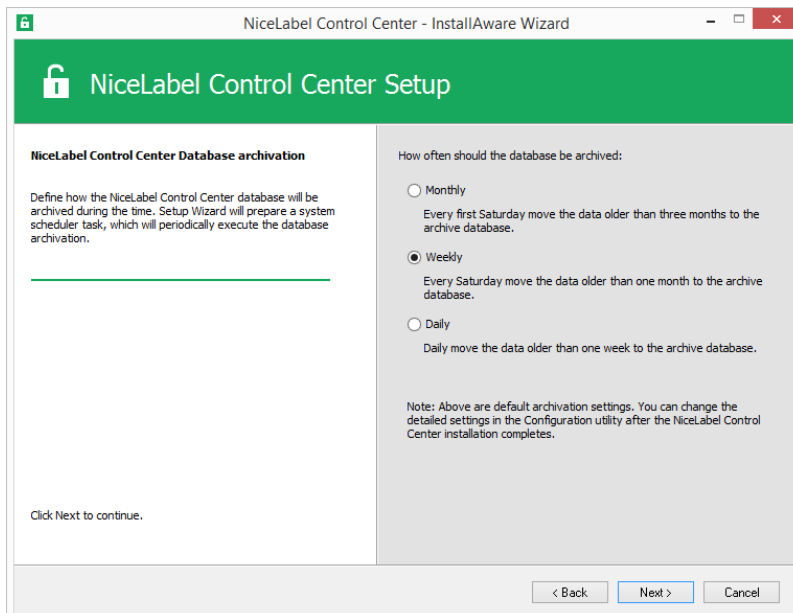 NiceLabel Control Center - InstallAware Wizard
NiceLabel Control Center Setup
NiceLabel Control Center Database archivation
Define how the NiceLabel Control Center database will be
archived during the time. Setup Wizard will prepare a system
scheduler task, which will periodically execute the database
archivation.
Click Next to continue.
How often should the database be archived:
Monthly
Every first Saturday move the data older than three months to the
archive database.
Weekly
Every Saturday move the data older than one month to the archive
database.
Daily
Daily move the data older than one week to the archive database.
Note: Above are default archivation settings. You can change the
detailed settings in the Configuration utility after the NiceLabel Control
Center installation completes.
< Back
Next >
Cancel